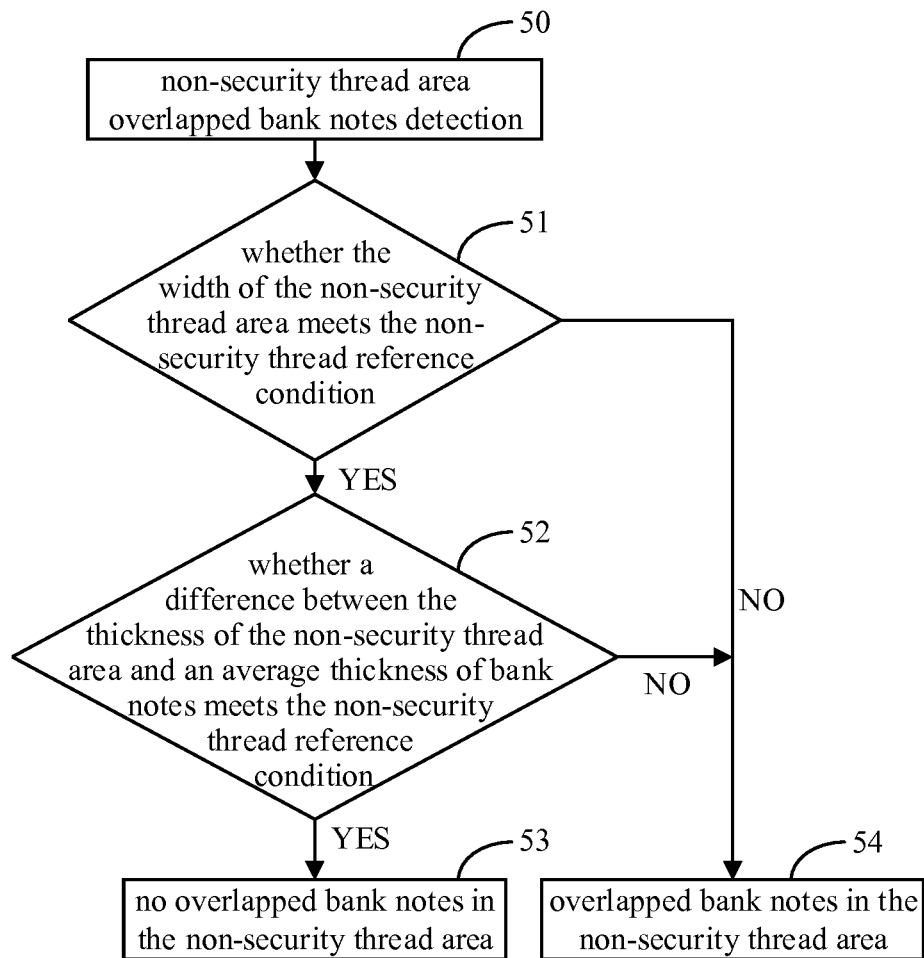 50
non-security thread area
overlapped bank notes detection
51
whether the
width of the non-security
thread area meets the non-
security thread reference
condition
YES
52
whether a
difference between the
thickness of the non-security thread
area and an average thickness of bank
notes meets the non-security
thread reference
condition
NO
NO
YES
53
no overlapped bank notes in
the non-security thread area
54
overlapped bank notes in the
non-security thread area